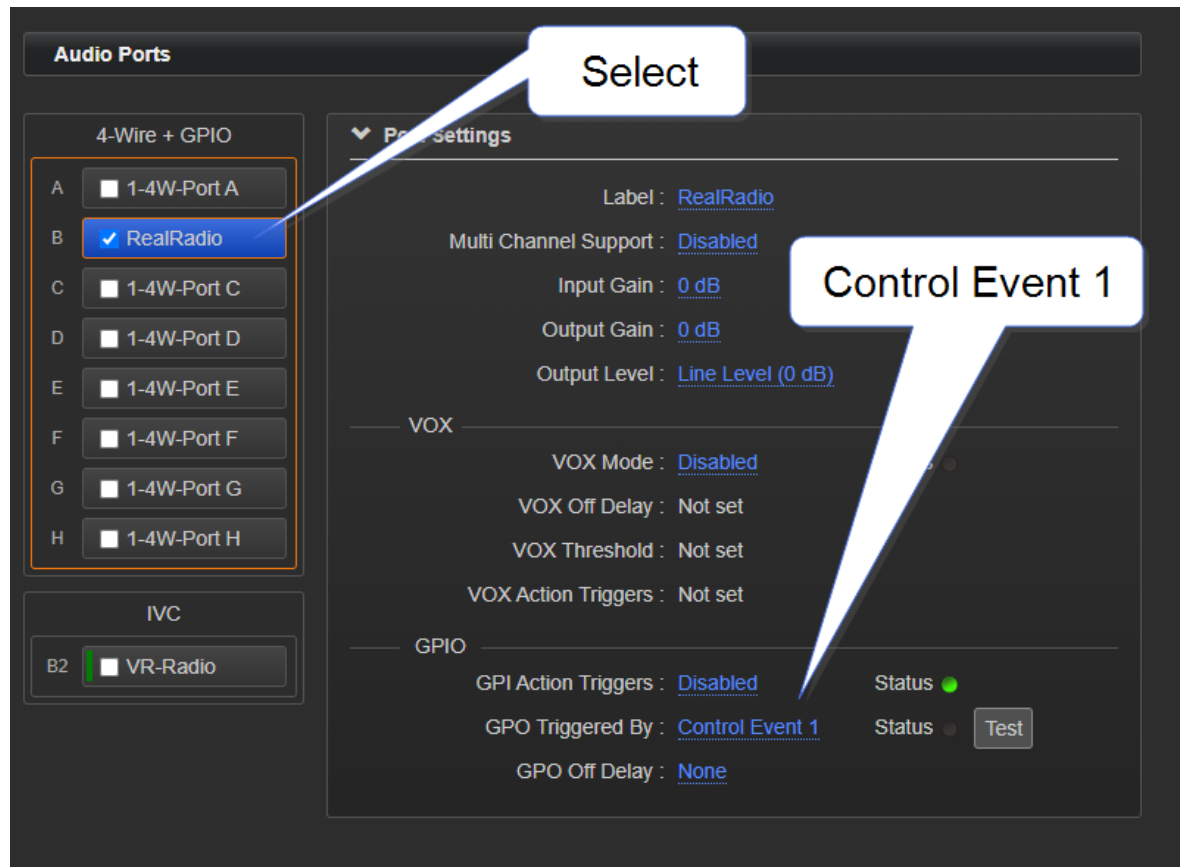 Audio Ports
Select
4-Wire + GPIO
A 1-4W-Port A
B RealRadio
C 1-4W-Port C
D 1-4W-Port D
E 1-4W-Port E
F 1-4W-Port F
G 1-4W-Port G
H 1-4W-Port H
IVC
B2 VR-Radio
Settings
Label : RealRadio
Multi Channel Support : Disabled
Control Event 1
Input Gain : 0 dB
Output Gain : 0 dB
Output Level : Line Level (0 dB)
VOX
VOX Mode : Disabled
VOX Off Delay : Not set
VOX Threshold : Not set
VOX Action Triggers : Not set
GPIO
GPI Action Triggers : Disabled Status
GPO Triggered By : Control Event 1 Status Test
GPO Off Delay : None